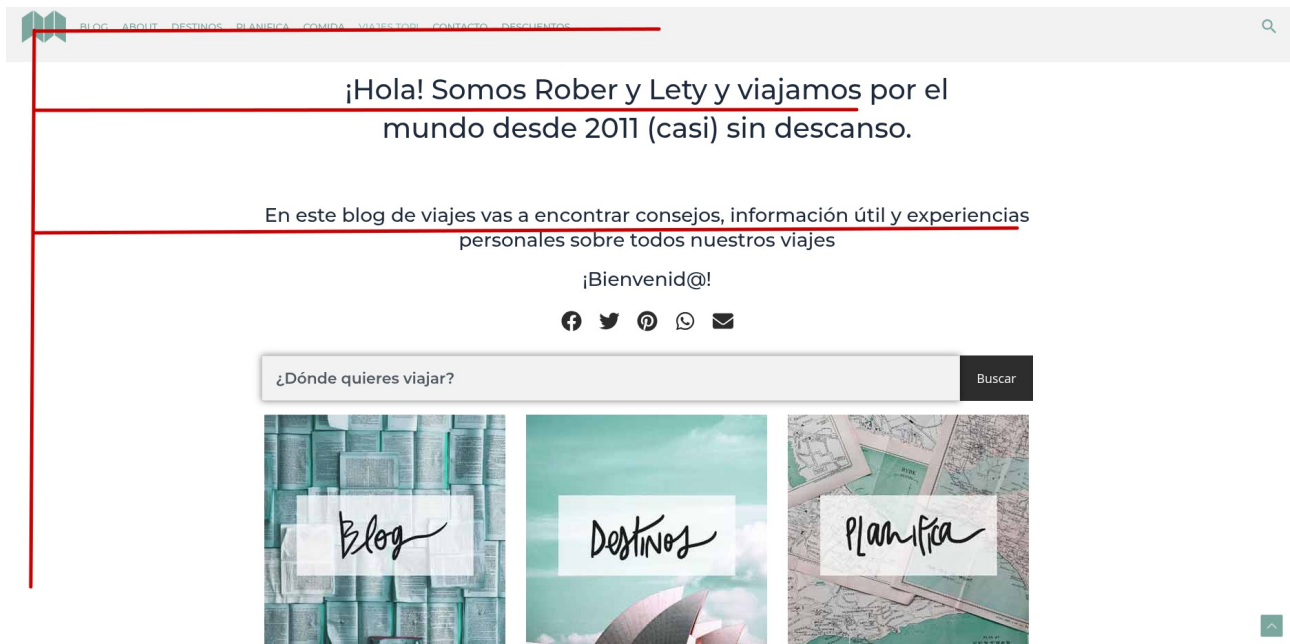 BLOG ABOUT DESTINOS PLANIFICA COMIDA VIAJES TOP! CONTACTO DESCUENTOS
¡Hola! Somos Rober y Lety y viajamos por el
mundo desde 2011 (casi) sin descanso.
En este blog de viajes vas a encontrar consejos, información útil y experiencias
personales sobre todos nuestros viajes
¡Bienvenid@!
¿Dónde quieres viajar? Buscar
Blog Destinos Planifica